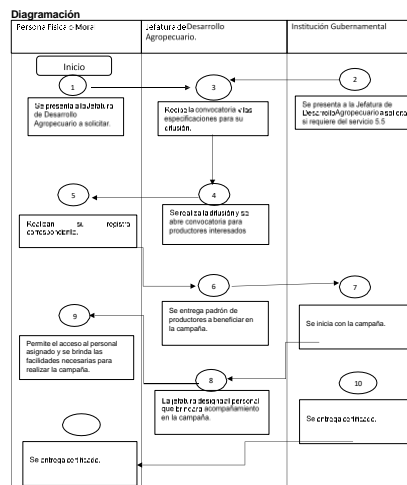 Diagramación
Persona Física o Moral
Jefatura de Desarrollo
Agropecuario.
Institución Gubernamental
Inicio
1
Se presenta a la Jefatura
de Desarrollo
Agropecuario a solicitar.
3
Recibe la convocatoria y las
especificaciones para su
difusión.
2
Se presenta a la Jefatura de
Desarrollo Agropecuario a solicita
si requiere del servicio 5.5
5
Realizan su registro
correspondiente.
4
Se realiza la difusión y se
abre convocatoria para
productores interesados
6
Se entrega padrón de
productores a beneficiar en
la campaña.
7
Se inicia con la campaña.
9
Permite el acceso al personal
asignado y se brinda las
facilidades necesarias para
realizar la campaña.
8
La jefatura designa al personal
que brindara acompañamiento
en la campaña.
10
Se entrega certificado.
Se entrega certificado.